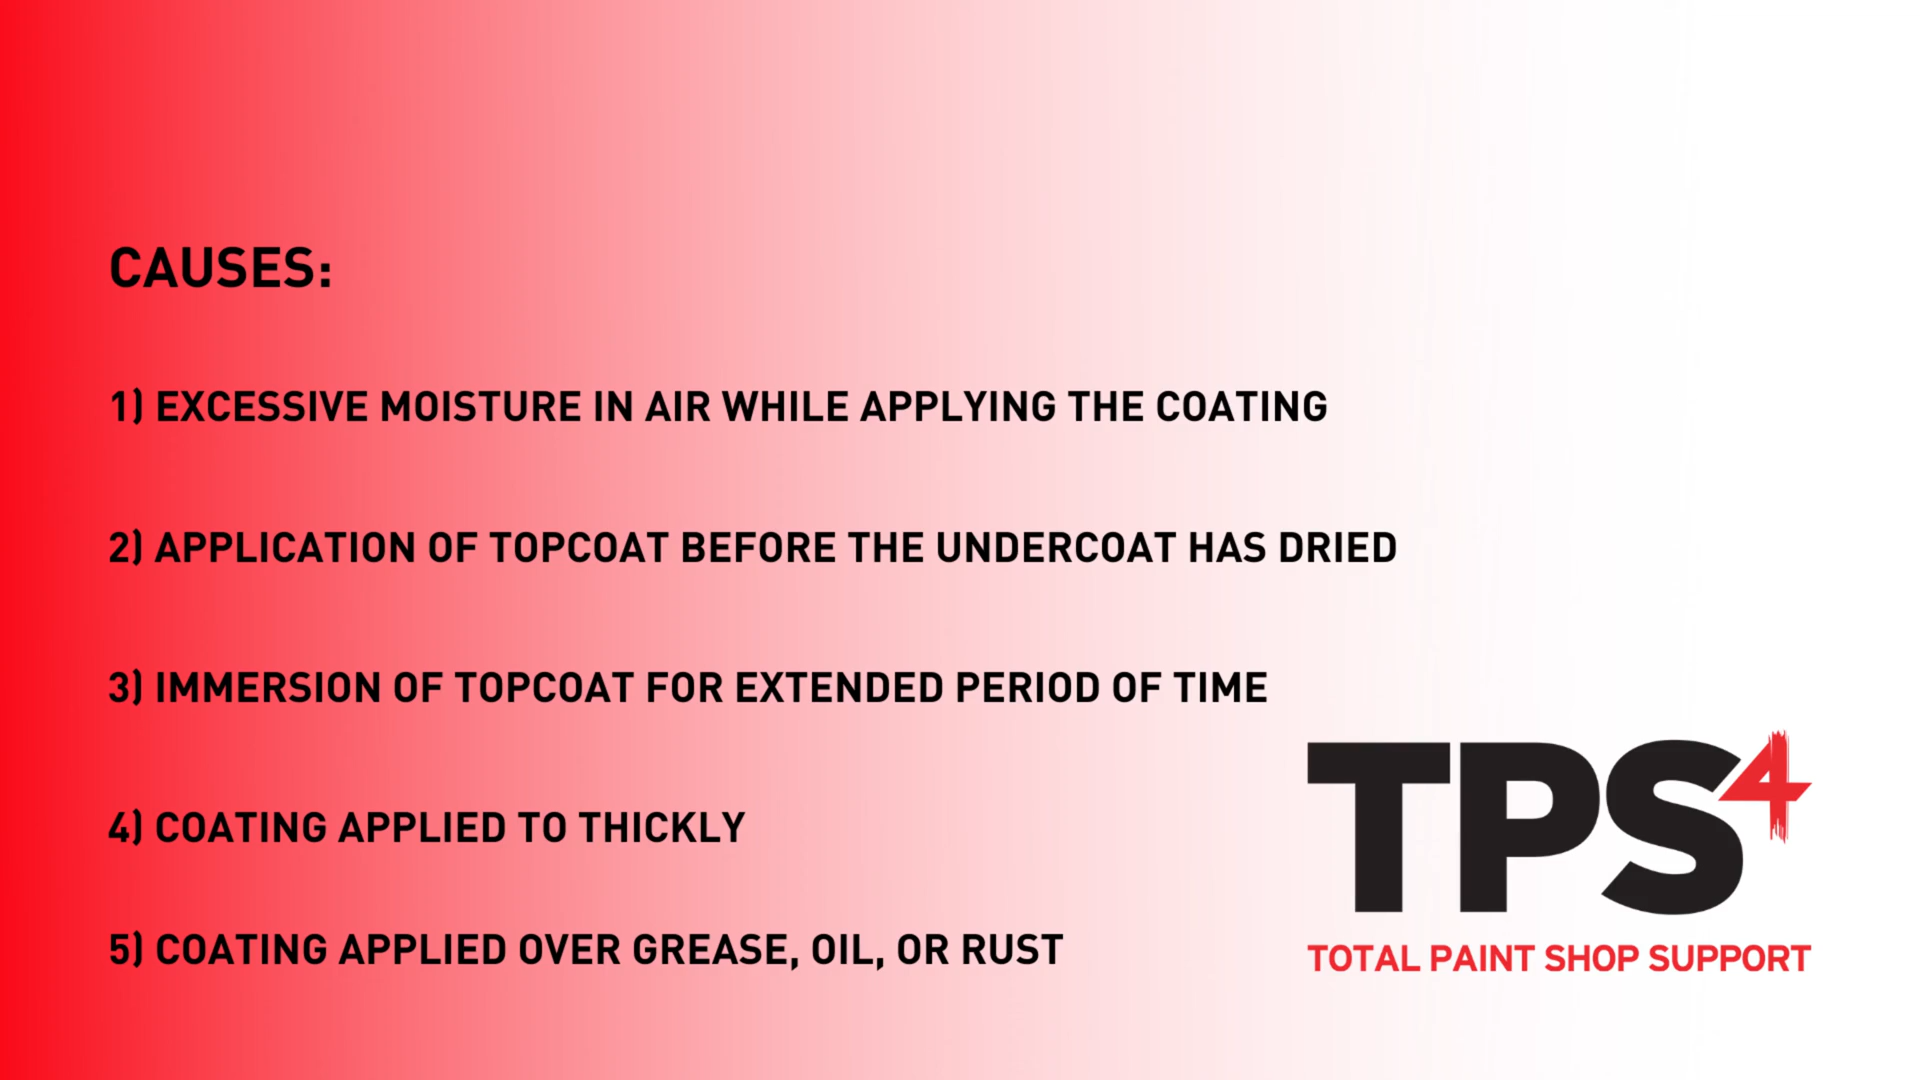 CAUSES:
1) EXCESSIVE MOISTURE IN AIR WHILE APPLYING THE COATING
2) APPLICATION OF TOPCOAT BEFORE THE UNDERCOAT HAS DRIED
3) IMMERSION OF TOPCOAT FOR EXTENDED PERIOD OF TIME
4) COATING APPLIED TO THICKLY
5) COATING APPLIED OVER GREASE, OIL, OR RUST
TPS4
TOTAL PAINT SHOP SUPPORT